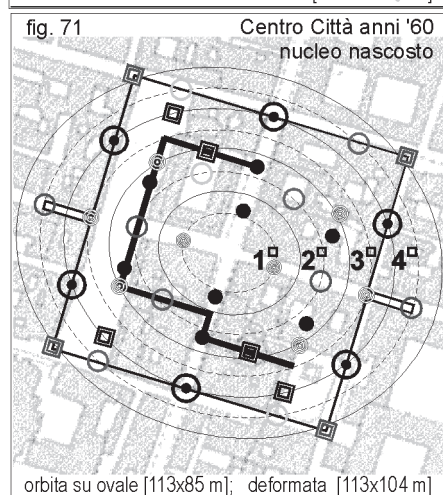 fig. 71
Centro Città anni '60
nucleo nascosto
1° 2° 3° 4°
orbita su ovale [113x85 m]; deformata [113x104 m]